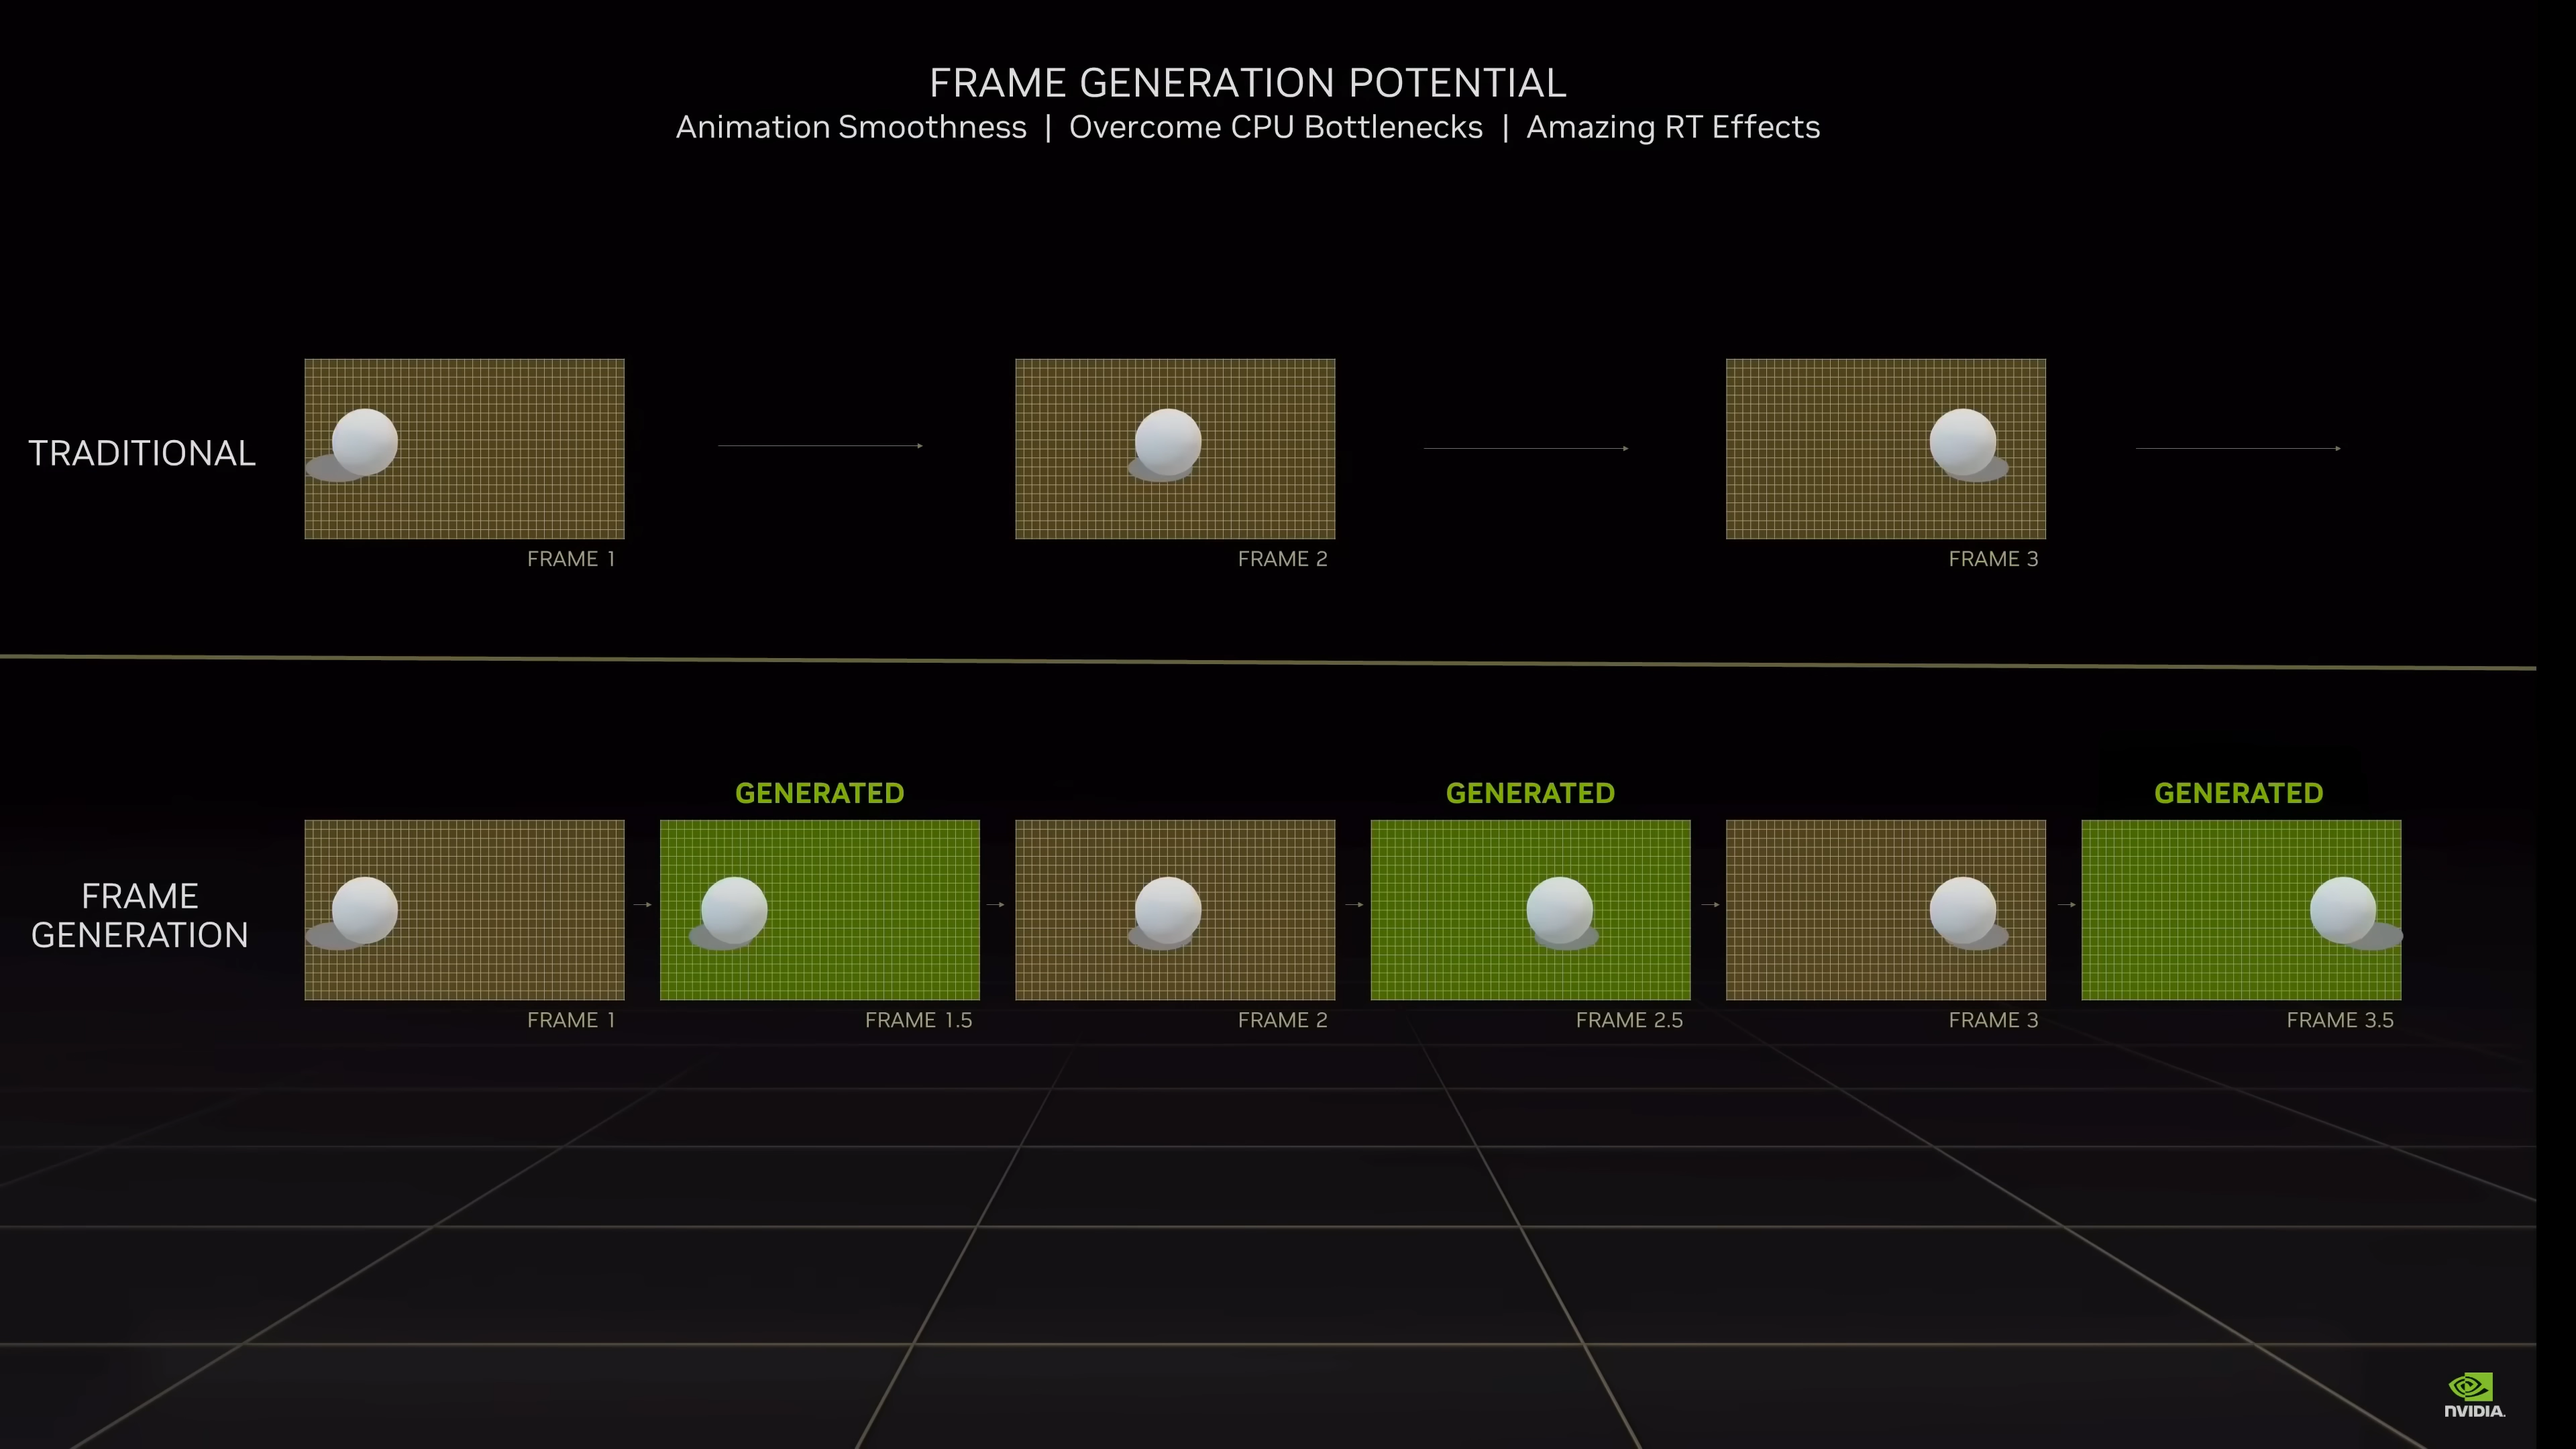 FRAME GENERATION POTENTIAL
Animation Smoothness | Overcome CPU Bottlenecks | Amazing RT Effects
TRADITIONAL
FRAME 1
FRAME 2
FRAME 3
GENERATED
GENERATED
GENERATED
FRAME
GENERATION
FRAME 1
FRAME 1.5
FRAME 2
FRAME 2.5
FRAME 3
FRAME 3.5
NVIDIA.